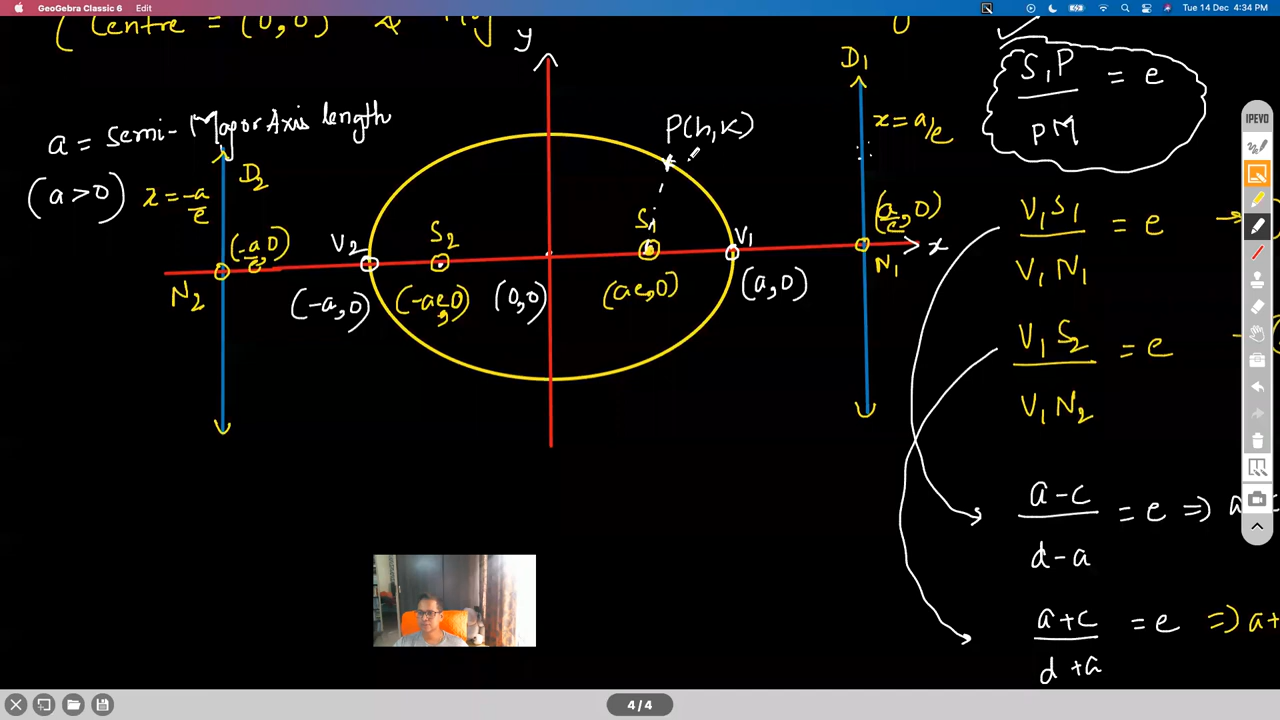 GeoGebra Classic 6 Edit Tue 14 Dec 4:34 PM
( Centre = (0,0) &
y
D1
S1P = e
PM
a = Semi-Major Axis length
x = a/e
P(h,k)
(a>0)
x = -a/e
D2
(a/e, 0)
V1S1 = e
V1N1
(-a/e, 0)
V2
S2
S1
V1
x
N1
N2
(-a,0)
(-ae,0)
(0,0)
(ae,0)
(a,0)
V1S2 = e
V1N2
a-c = e ⇒ a
d-a
a+c = e ⇒ a+
d+a
IPEVO
4/4